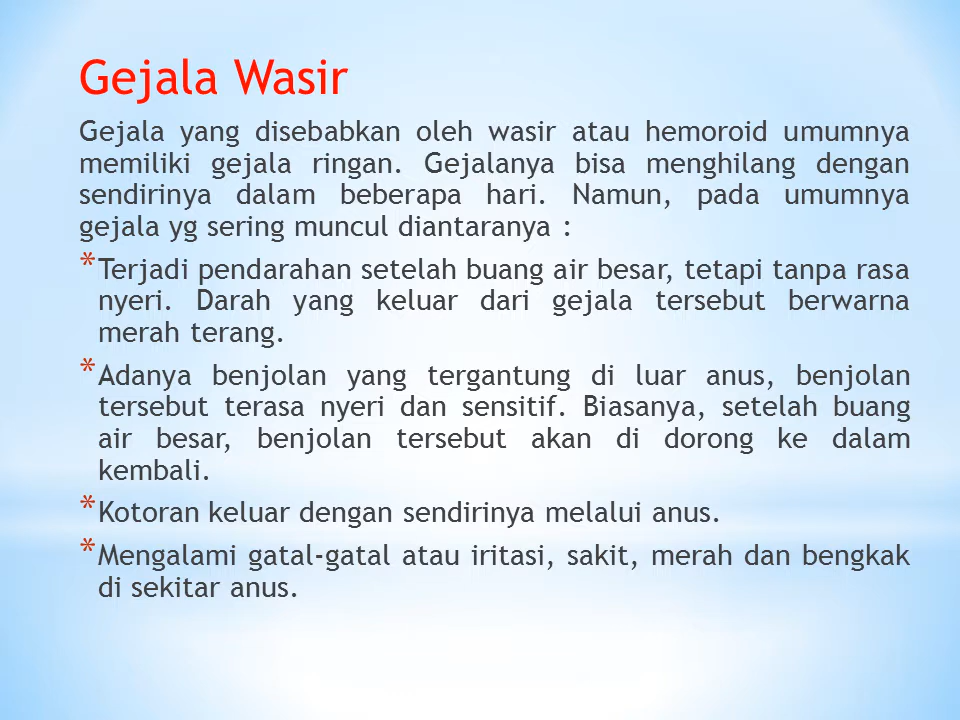 Gejala Wasir
Gejala yang disebabkan oleh wasir atau hemoroid umumnya
memiliki gejala ringan. Gejalanya bisa menghilang dengan
sendirinya dalam beberapa hari. Namun, pada umumnya
gejala yg sering muncul diantaranya :
* Terjadi pendarahan setelah buang air besar, tetapi tanpa rasa
nyeri. Darah yang keluar dari gejala tersebut berwarna
merah terang.
* Adanya benjolan yang tergantung di luar anus, benjolan
tersebut terasa nyeri dan sensitif. Biasanya, setelah buang
air besar, benjolan tersebut akan di dorong ke dalam
kembali.
* Kotoran keluar dengan sendirinya melalui anus.
* Mengalami gatal-gatal atau iritasi, sakit, merah dan bengkak
di sekitar anus.